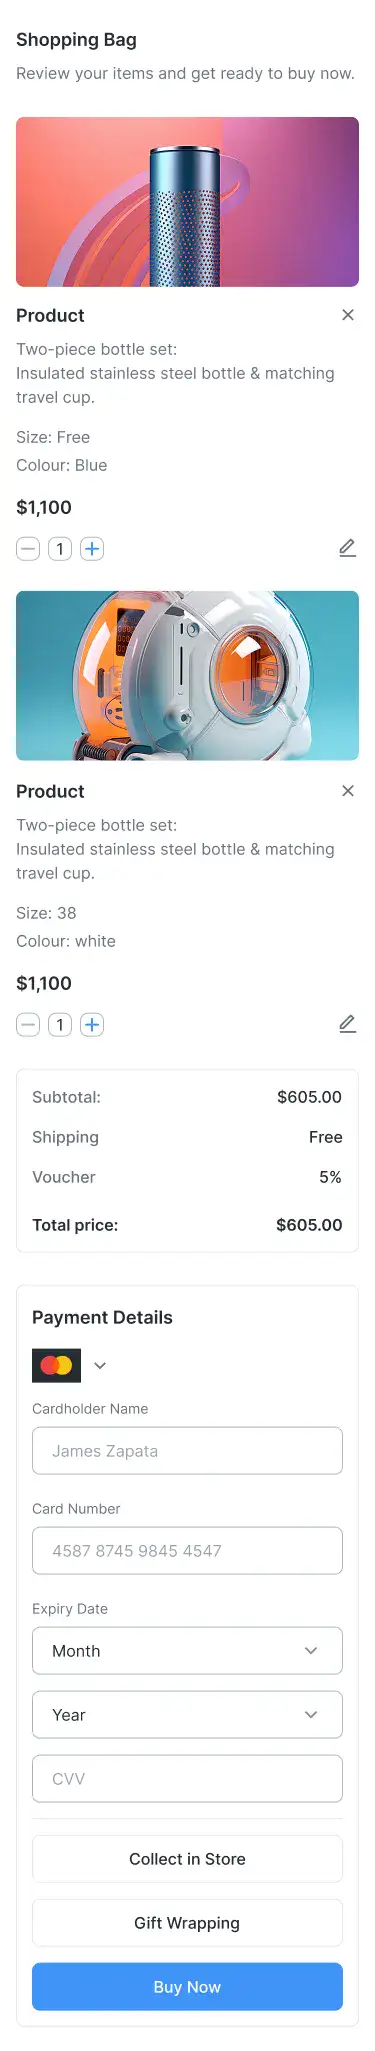 Shopping Bag
Review your items and get ready to buy now.
Product
Two-piece bottle set:
Insulated stainless steel bottle & matching
travel cup.
Size: Free
Colour: Blue
$1,100
1
Product
Two-piece bottle set:
Insulated stainless steel bottle & matching
travel cup.
Size: 38
Colour: white
$1,100
1
Subtotal: $605.00
Shipping Free
Voucher 5%
Total price: $605.00
Payment Details
Cardholder Name
James Zapata
Card Number
4587 8745 9845 4547
Expiry Date
Month
Year
CVV
Collect in Store
Gift Wrapping
Buy Now